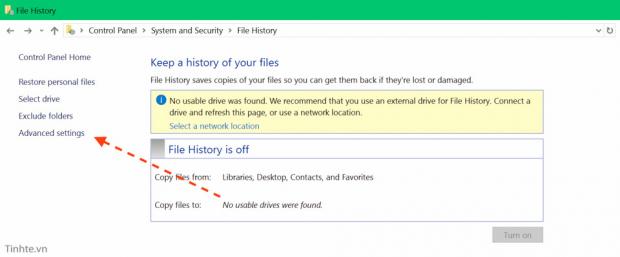 File History
Control Panel > System and Security > File History
Control Panel Home
Restore personal files
Select drive
Exclude folders
Advanced settings
Keep a history of your files
File History saves copies of your files so you can get them back if they're lost or damaged.
No usable drive was found. We recommend that you use an external drive for File History. Connect a
drive and refresh this page, or use a network location.
Select a network location
File History is off
Copy files from: Libraries, Desktop, Contacts, and Favorites
Copy files to: No usable drives were found.
Turn on
Tinhte.vn